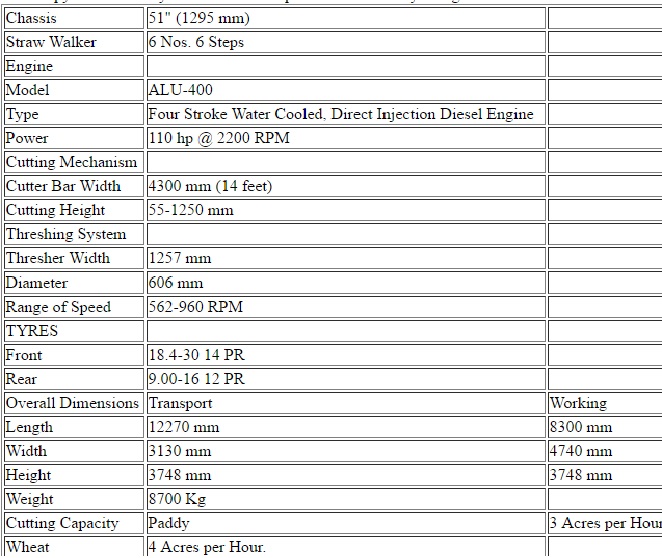 Chassis 51" (1295 mm)
Straw Walker 6 Nos. 6 Steps
Engine
Model ALU-400
Type Four Stroke Water Cooled, Direct Injection Diesel Engine
Power 110 hp @ 2200 RPM
Cutting Mechanism
Cutter Bar Width 4300 mm (14 feet)
Cutting Height 55-1250 mm
Threshing System
Thresher Width 1257 mm
Diameter 606 mm
Range of Speed 562-960 RPM
TYRES
Front 18.4-30 14 PR
Rear 9.00-16 12 PR
Overall Dimensions Transport Working
Length 12270 mm 8300 mm
Width 3130 mm 4740 mm
Height 3748 mm 3748 mm
Weight 8700 Kg
Cutting Capacity Paddy 3 Acres per Hour
Wheat 4 Acres per Hour.